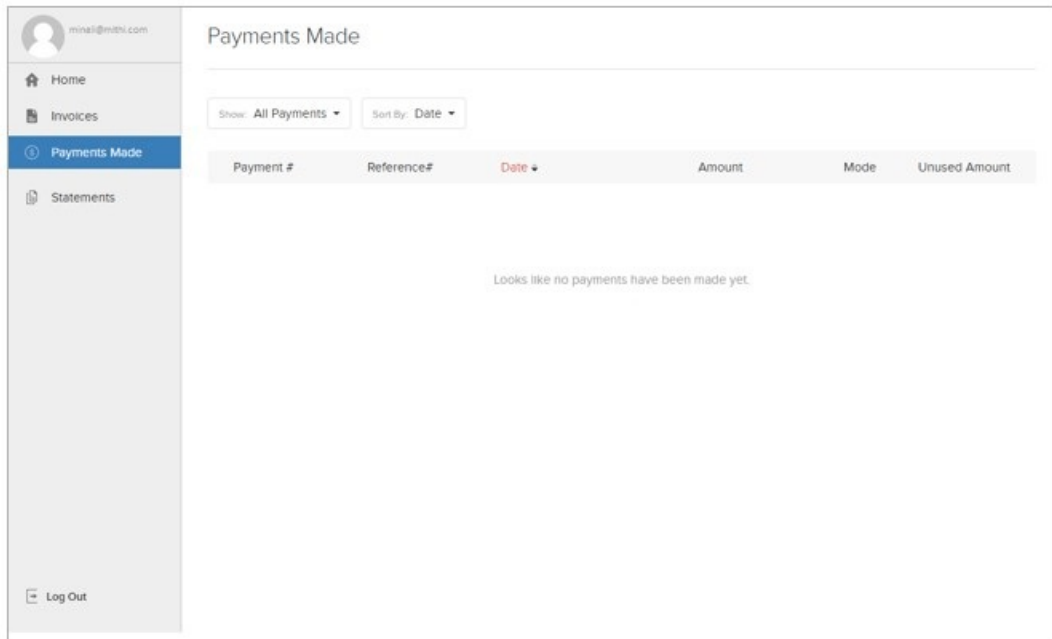 minali@mithi.com
Payments Made
Home
Invoices
Show: All Payments
Sort By: Date
Payments Made
Payment # Reference# Date Amount Mode Unused Amount
Statements
Looks like no payments have been made yet.
Log Out